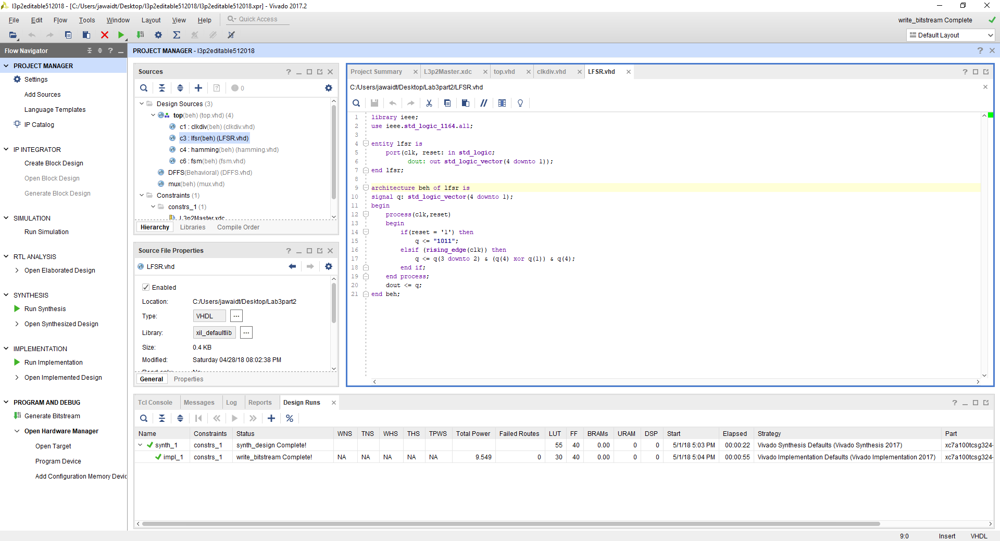 l3p2editable512018 - [C:/Users/jawaidt/Desktop/l3p2editable512018/l3p2editable512018.xpr] - Vivado 2017.2
File Edit Flow Tools Window Layout View Help Quick Access
write_bitstream Complete
Default Layout
Flow Navigator
PROJECT MANAGER
Settings
Add Sources
Language Templates
IP Catalog
IP INTEGRATOR
Create Block Design
Open Block Design
Generate Block Design
SIMULATION
Run Simulation
RTL ANALYSIS
Open Elaborated Design
SYNTHESIS
Run Synthesis
Open Synthesized Design
IMPLEMENTATION
Run Implementation
Open Implemented Design
PROGRAM AND DEBUG
Generate Bitstream
Open Hardware Manager
Open Target
Program Device
Add Configuration Memory Devic
PROJECT MANAGER - l3p2editable512018
Sources
0
Design Sources (3)
top(beh) (top.vhd) (4)
c1 : clkdiv(beh) (clkdiv.vhd)
c3 : lfsr(beh) (LFSR.vhd)
c4 : hamming(beh) (hamming.vhd)
c6 : fsm(beh) (fsm.vhd)
DFFS(Behavioral) (DFFS.vhd)
mux(beh) (mux.vhd)
Constraints (1)
constrs_1 (1)
L3p2Master.xdc
Hierarchy Libraries Compile Order
Source File Properties
LFSR.vhd
Enabled
Location: C:/Users/jawaidt/Desktop/Lab3part2
Type: VHDL ...
Library: xil_defaultlib ...
Size: 0.4 KB
Modified: Saturday 04/28/18 08:02:38 PM
Read-only: No
General Properties
Project Summary L3p2Master.xdc top.vhd clkdiv.vhd LFSR.vhd
C:/Users/jawaidt/Desktop/Lab3part2/LFSR.vhd
1 library ieee;
2 use ieee.std_logic_1164.all;
3
4 entity lfsr is
5 port(clk, reset: in std_logic;
6 dout: out std_logic_vector(4 downto 1));
7 end lfsr;
8
9 architecture beh of lfsr is
10 signal q: std_logic_vector(4 downto 1);
11 begin
12 process(clk,reset)
13 begin
14 if(reset = '1') then
15 q <= "1011";
16 elsif (rising_edge(clk)) then
17 q <= q(3 downto 2) & (q(4) xor q(1)) & q(4);
18 end if;
19 end process;
20 dout <= q;
21 end beh;
Tcl Console Messages Log Reports Design Runs
Name Constraints Status WNS TNS WHS THS TPWS Total Power Failed Routes LUT FF BRAMs URAM DSP Start Elapsed Strategy Part
synth_1 constrs_1 synth_design Complete! 55 40 0.00 0 0 5/1/18 5:03 PM 00:00:22 Vivado Synthesis Defaults (Vivado Synthesis 2017) xc7a100tcsg324-
impl_1 constrs_1 write_bitstream Complete! NA NA NA NA NA 9.549 0 30 40 0.00 0 0 5/1/18 5:04 PM 00:00:55 Vivado Implementation Defaults (Vivado Implementation 2017) xc7a100tcsg324-
9:0 Insert VHDL